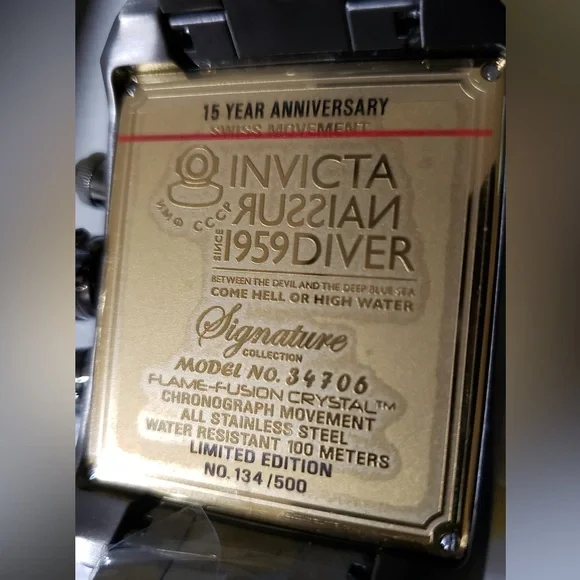 15 YEAR ANNIVERSARY
SWISS MOVEMENT
INVICTA
ЯUSSIAИ
SINCE 1959 DIVER
ИМФ СССР
BETWEEN THE DEVIL AND THE DEEP BLUE SEA
COME HELL OR HIGH WATER
Signature
COLLECTION
MODEL NO. 34706
FLAME-FUSION CRYSTAL™
CHRONOGRAPH MOVEMENT
ALL STAINLESS STEEL
WATER RESISTANT 100 METERS
LIMITED EDITION
NO. 134/500